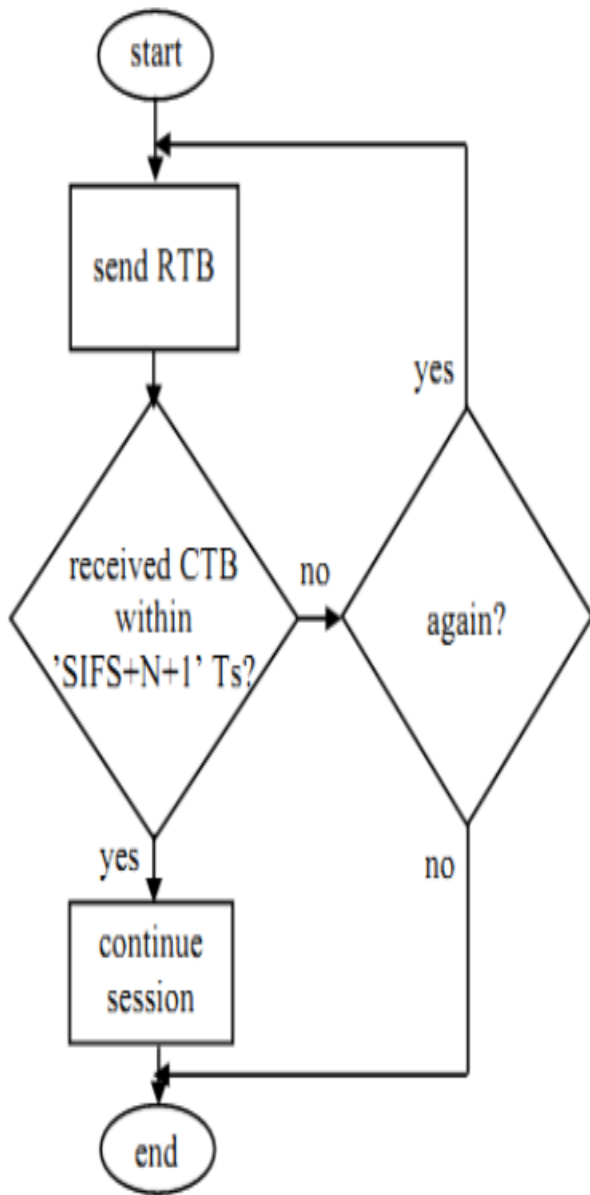 start
send RTB
yes
received CTB
within
'SIFS+N+1' Ts?
no
again?
yes
no
continue
session
end